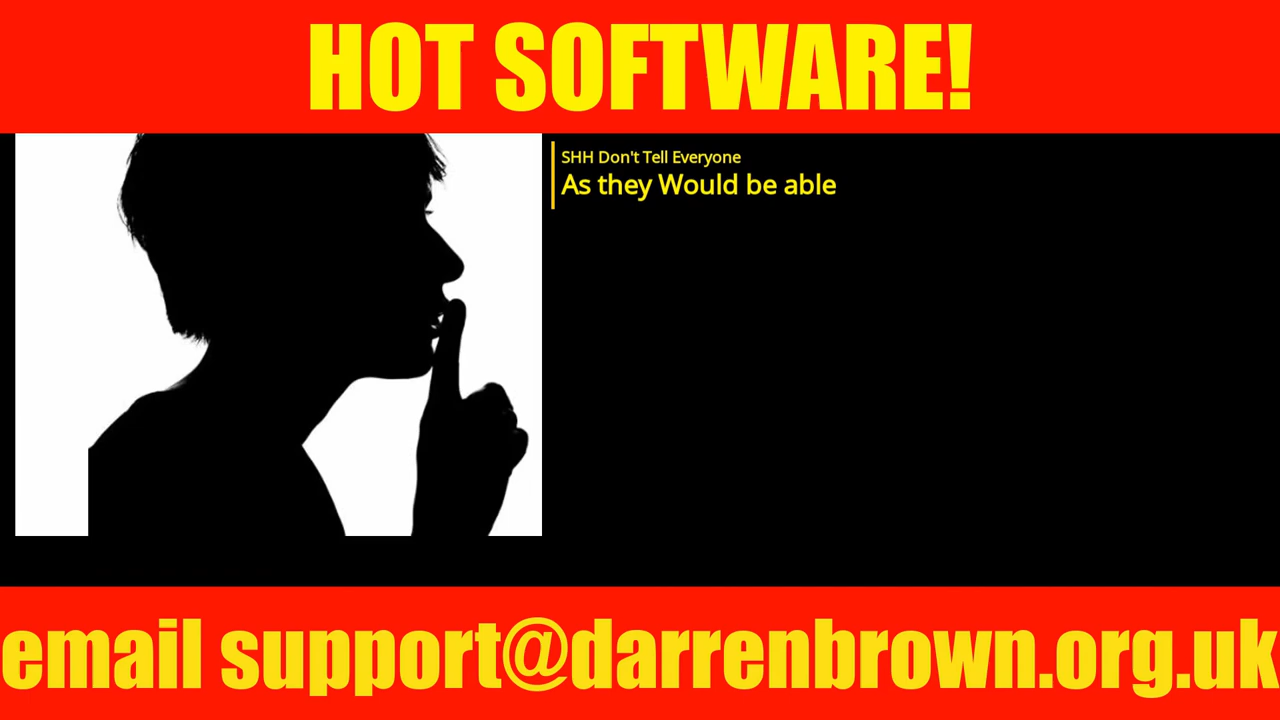 HOT SOFTWARE!
SHH Don't Tell Everyone
As they Would be able
email support@darrenbrown.org.uk